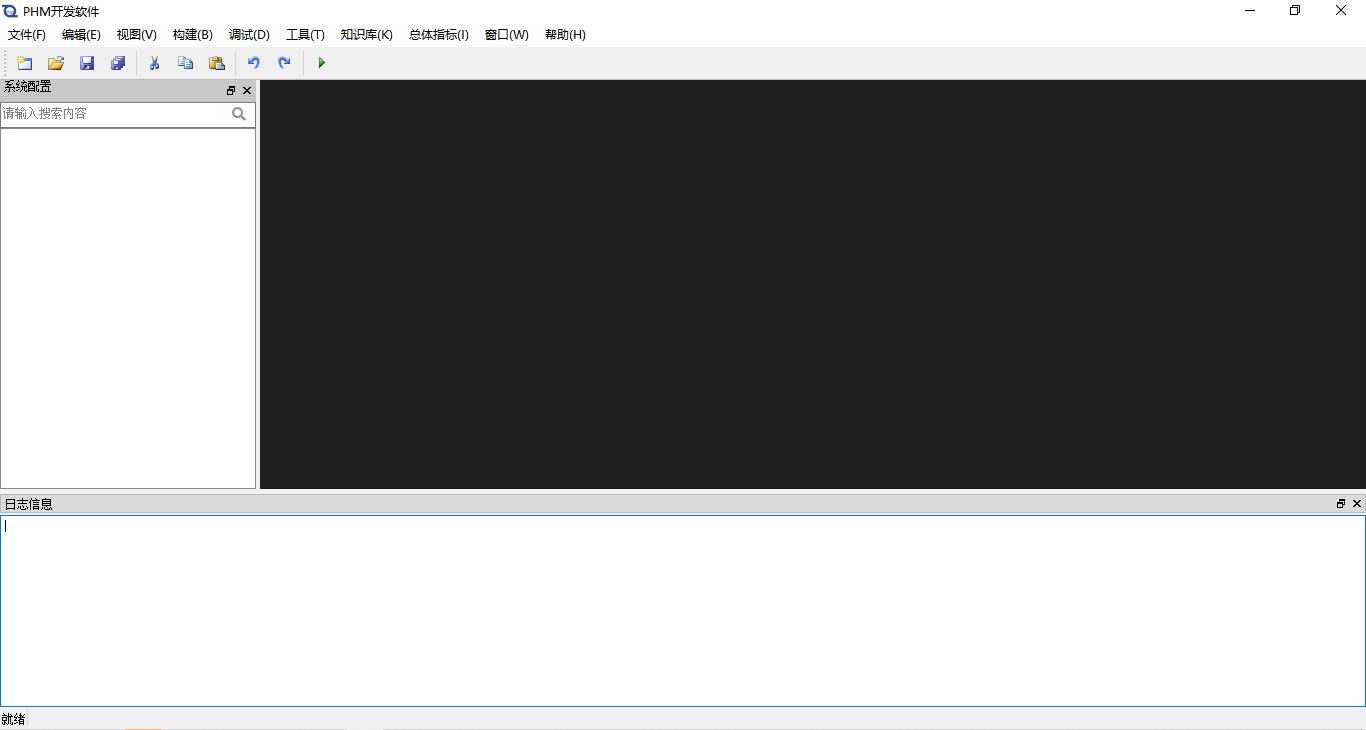 PHM开发软件
文件(F) 编辑(E) 视图(V) 构建(B) 调试(D) 工具(T) 知识库(K) 总体指标(I) 窗口(W) 帮助(H)
系统配置
请输入搜索内容
日志信息
就绪